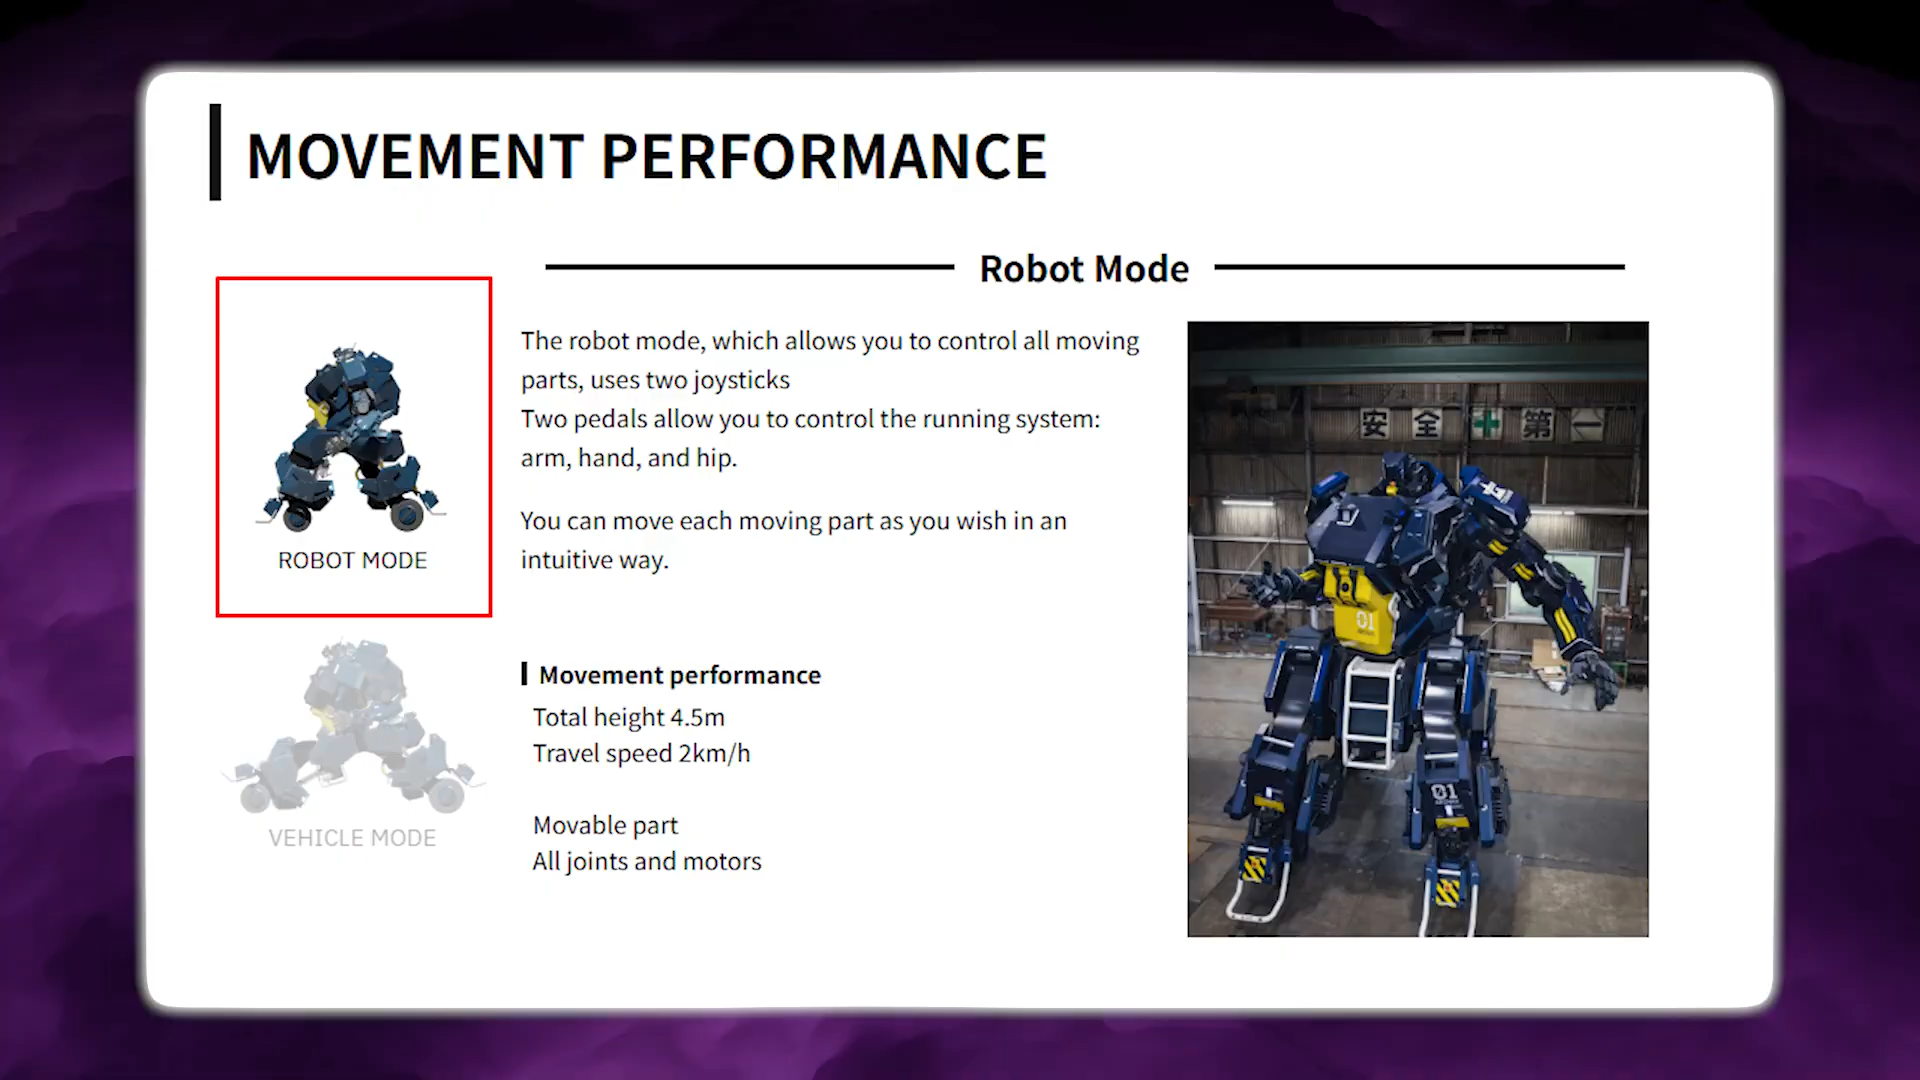 MOVEMENT PERFORMANCE
Robot Mode
ROBOT MODE
VEHICLE MODE
The robot mode, which allows you to control all moving
parts, uses two joysticks
Two pedals allow you to control the running system:
arm, hand, and hip.
You can move each moving part as you wish in an
intuitive way.
Movement performance
Total height 4.5m
Travel speed 2km/h
Movable part
All joints and motors
安全第一
01
01